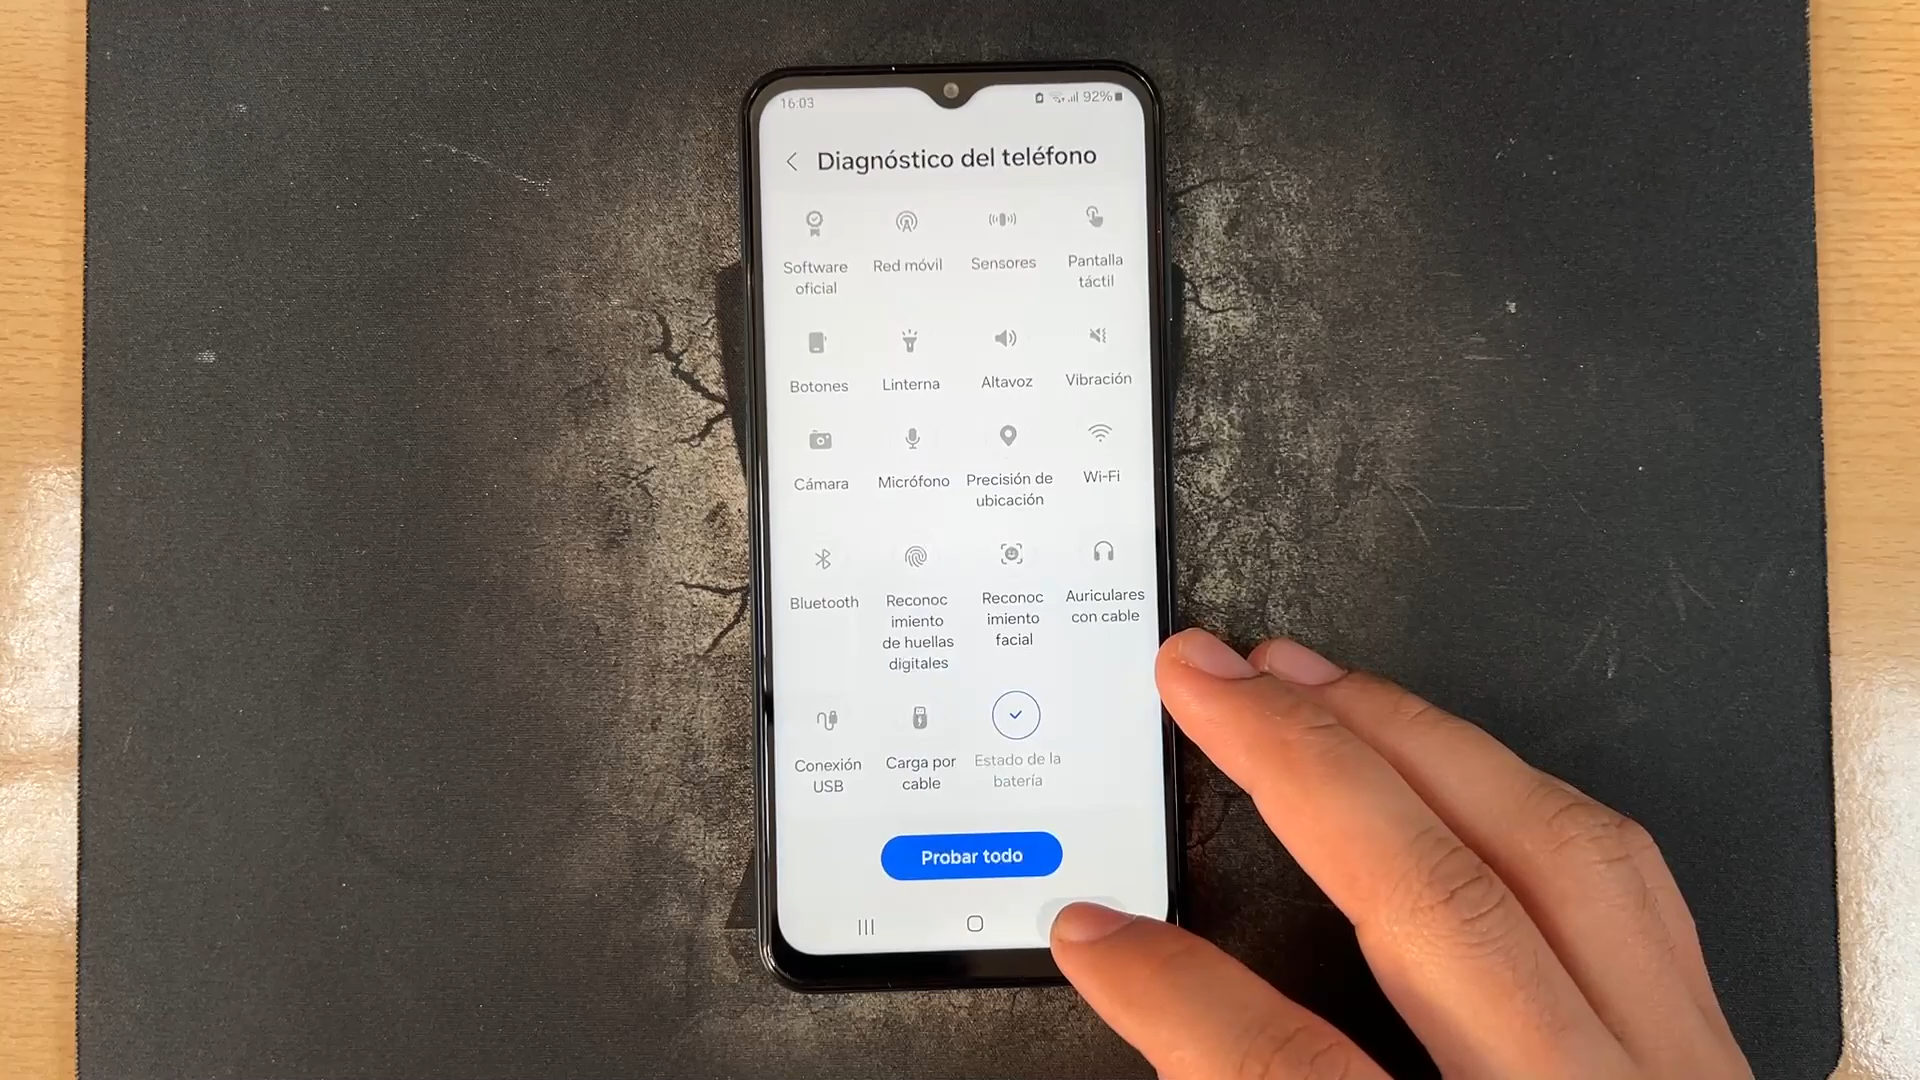 16:03
92%
Diagnóstico del teléfono
Software
oficial
Red móvil
Sensores
Pantalla
táctil
Botones
Linterna
Altavoz
Vibración
Cámara
Micrófono
Precisión de
ubicación
Wi-Fi
Bluetooth
Reconoc
imiento
de huellas
digitales
Reconoc
imiento
facial
Auriculares
con cable
Conexión
USB
Carga por
cable
Estado de la
batería
Probar todo